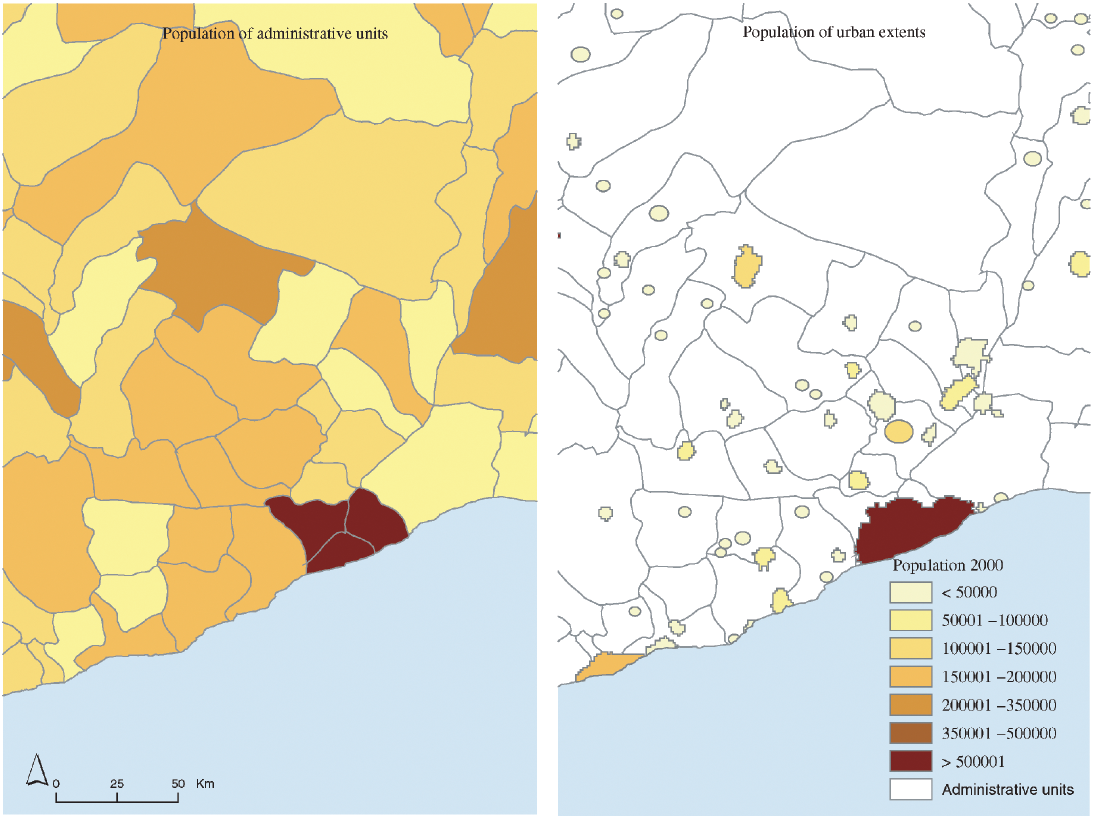 Population of administrative units
Population of urban extents
Population 2000
< 50000
50001 –100000
100001 –150000
150001 –200000
200001 –350000
350001 –500000
> 500001
Administrative units
0 25 50 Km